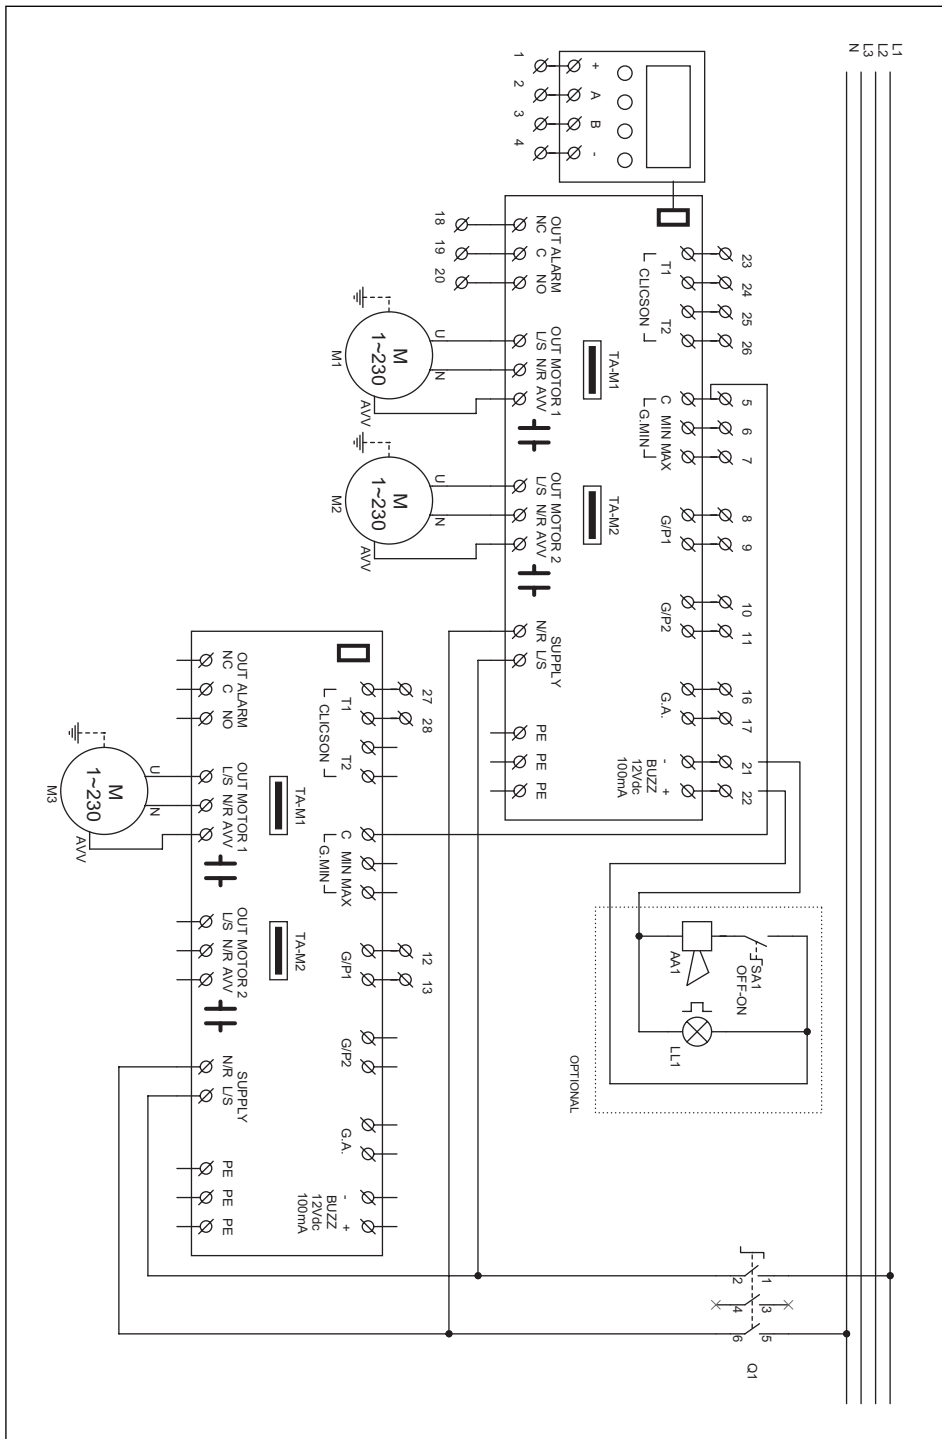 L1
L2
L3
N
1 2 3 4
+ A B -
18 19 20
NC C NO
OUT ALARM
23 24 25 26
T1 T2
CLICSON
TA-M1
OUT MOTOR 1
L/S N/R AVV
U N
M
1~230
M1
AVV
5 6 7
C MIN MAX
G.MIN
TA-M2
OUT MOTOR 2
L/S N/R AVV
U N
M
1~230
M2
AVV
8 9
G/P1
10 11
G/P2
SUPPLY
N/R L/S
16 17
G.A.
PE PE PE
21 22
- +
BUZZ
12Vdc
100mA
SA1
OFF-ON
AA1
LL1
OPTIONAL
OUT ALARM
NC C NO
27 28
T1 T2
CLICSON
TA-M1
OUT MOTOR 1
L/S N/R AVV
U N
M
1~230
M3
AVV
C MIN MAX
G.MIN
TA-M2
OUT MOTOR 2
L/S N/R AVV
12 13
G/P1
G/P2
SUPPLY
N/R L/S
G.A.
PE PE PE
- +
BUZZ
12Vdc
100mA
1 3 5
2 4 6
Q1